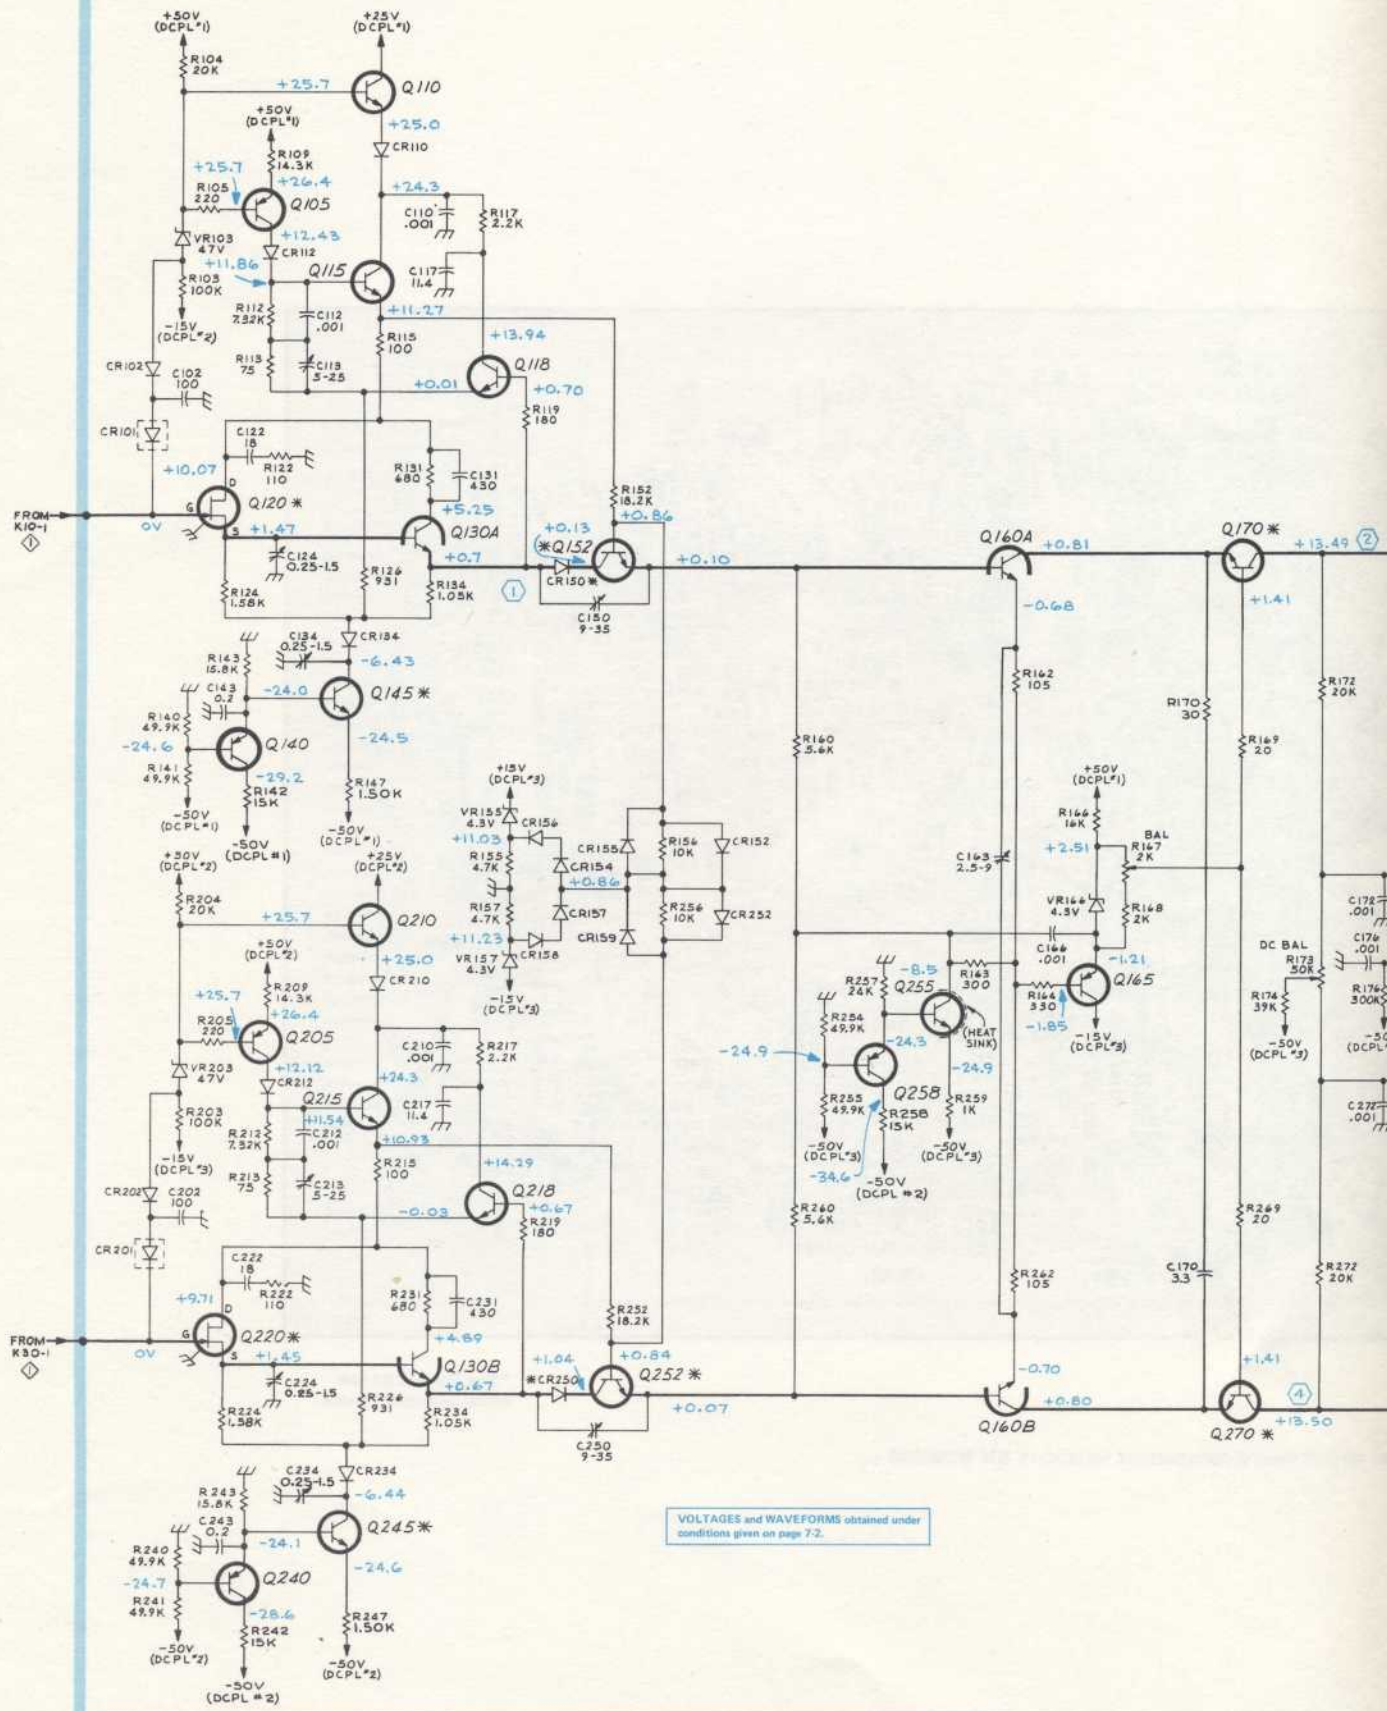 +50V
(DCPL#1)
+25V
(DCPL#1)
R104
20K
+25.7
Q110
+50V
(DCPL#1)
+25.0
CR110
R109
14.3K
+25.7
R105
220
+26.4
Q105
+24.3
C110
.001
R117
2.2K
+12.43
VR103
47V
CR112
+11.86
Q115
C117
11.4
R103
100K
R112
7.32K
C112
.001
+11.27
-15V
(DCPL#2)
R115
100
+13.94
R113
75
C113
5-25
Q118
CR102
C102
100
+0.01
+0.70
R119
180
CR101
C122
18
R122
110
+10.07
R131
680
C131
430
D
R152
18.2K
G
Q120*
+5.25
+0.86
FROM
K10-1
1
0V
S
+1.47
Q130A
+0.13
*Q152
Q160A
+0.81
Q170*
+13.49
2
C124
0.25-1.5
+0.7
CR150*
+0.10
R124
1.58K
R126
931
R134
1.05K
1
C150
9-35
-0.68
+1.41
C134
0.25-1.5
CR134
R143
15.8K
-6.43
R162
105
R172
20K
C143
0.2
-24.0
Q145*
R170
30
R140
49.9K
-24.6
Q140
-24.5
R160
5.6K
R169
20
R141
49.9K
-29.2
R142
15K
R147
1.50K
+15V
(DCPL#3)
+50V
(DCPL#1)
-50V
(DCPL#1)
-50V
(DCPL#1)
-50V
(DCPL#1)
VR155
4.3V
CR156
R166
16K
BAL
R167
2K
+50V
(DCPL#2)
+25V
(DCPL#2)
+11.03
R155
4.7K
CR154
CR155
R156
10K
CR152
C163
2.5-9
+2.51
+0.86
R204
20K
+25.7
Q210
R157
4.7K
CR157
R256
10K
CR252
VR166
4.3V
R168
2K
C172
.001
+11.23
CR159
+50V
(DCPL#2)
+25.0
VR157
4.3V
CR158
C166
.001
-1.21
DC BAL
R173
50K
C176
.001
CR210
-15V
(DCPL#3)
R257
24K
-8.5
Q255
R163
300
Q165
+25.7
R209
14.3K
R205
220
+26.4
Q205
R254
49.9K
(HEAT
SINK)
R164
330
-1.85
R174
39K
R176
300K
C210
.001
R217
2.2K
-24.9
-24.3
-15V
(DCPL#3)
-50V
(DCPL#3)
VR203
47V
+12.12
CR212
+24.3
Q258
-24.9
Q215
C217
11.4
R255
49.9K
R258
15K
R259
1K
C272
.001
R203
100K
R212
7.32K
+11.54
C212
.001
+10.93
-50V
(DCPL#3)
-50V
(DCPL#3)
-15V
(DCPL#3)
R215
100
+14.29
-34.6
-50V
(DCPL #2)
CR202
C202
100
R213
75
C213
5-25
Q218
-0.03
+0.67
R219
180
R260
5.6K
R269
20
CR201
C222
18
R222
110
R262
105
C170
3.3
R272
20K
+9.71
R231
680
C231
430
D
R252
18.2K
FROM
K30-1
1
0V
G
Q220*
S
+1.45
+4.89
Q130B
*CR250
+1.04
+0.84
Q252*
-0.70
+1.41
4
C224
0.25-1.5
+0.67
+0.07
+0.80
+13.50
R224
1.58K
R226
931
R234
1.05K
C250
9-35
Q160B
Q270*
C234
0.25-1.5
CR234
R243
15.8K
-6.44
C243
0.2
-24.1
Q245*
VOLTAGES and WAVEFORMS obtained under
conditions given on page 7-2.
R240
49.9K
-24.7
Q240
-24.6
R241
49.9K
-28.6
R242
15K
R247
1.50K
-50V
(DCPL#2)
-50V
(DCPL #2)
-50V
(DCPL#2)